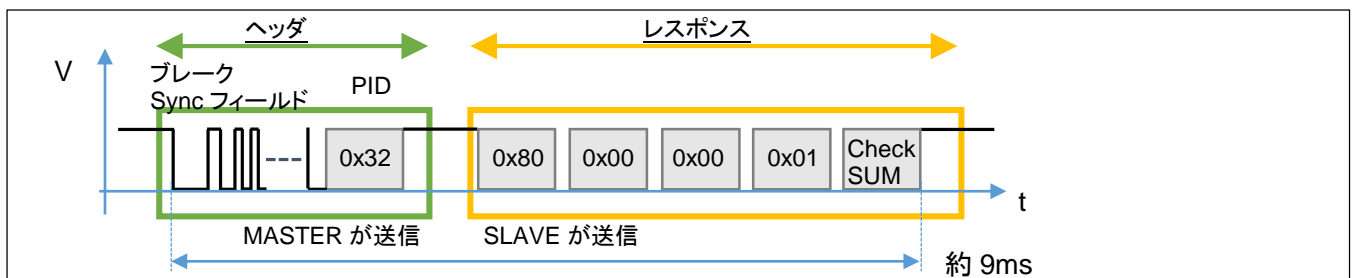 ヘッダ
レスポンス
V
ブレーク
Sync フィールド
PID
0x32
0x80
0x00
0x00
0x01
Check
SUM
t
MASTER が送信
SLAVE が送信
約 9ms